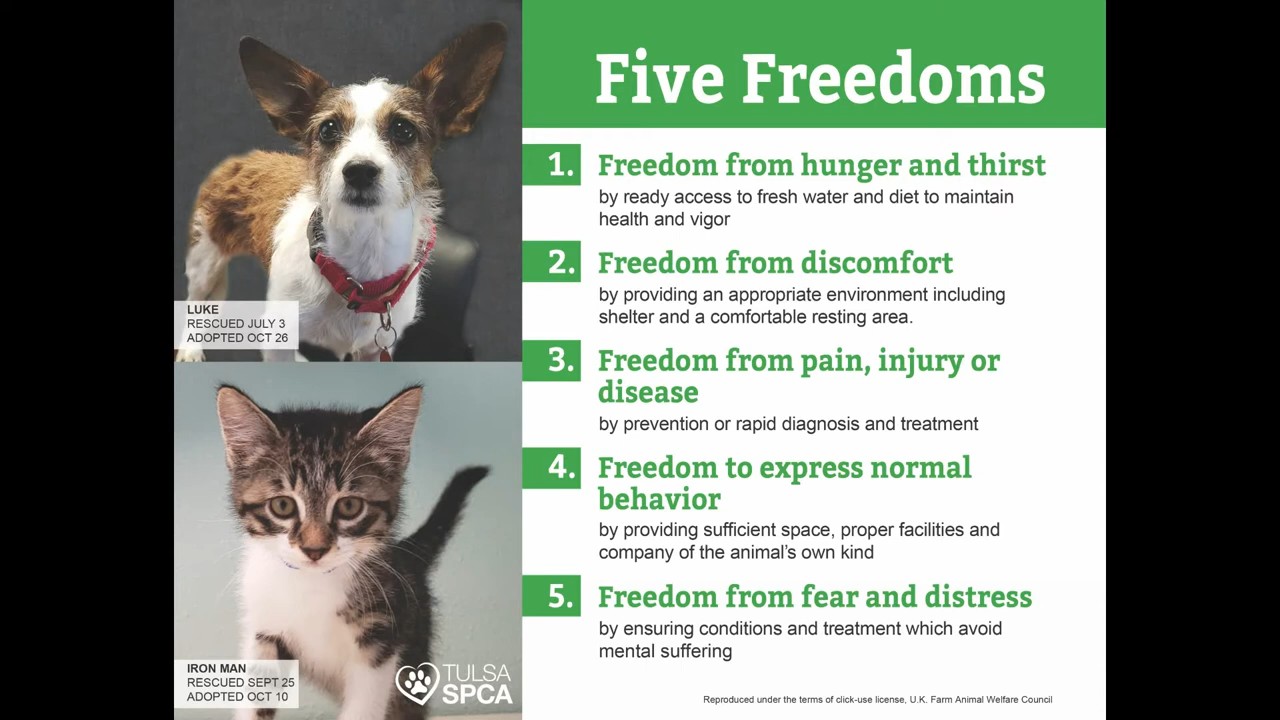 Five Freedoms
1. Freedom from hunger and thirst
by ready access to fresh water and diet to maintain
health and vigor
2. Freedom from discomfort
by providing an appropriate environment including
shelter and a comfortable resting area.
3. Freedom from pain, injury or
disease
by prevention or rapid diagnosis and treatment
4. Freedom to express normal
behavior
by providing sufficient space, proper facilities and
company of the animal's own kind
5. Freedom from fear and distress
by ensuring conditions and treatment which avoid
mental suffering
Reproduced under the terms of click-use license, U.K. Farm Animal Welfare Council
LUKE
RESCUED JULY 3
ADOPTED OCT 26
IRON MAN
RESCUED SEPT 25
ADOPTED OCT 10
TULSA
SPCA